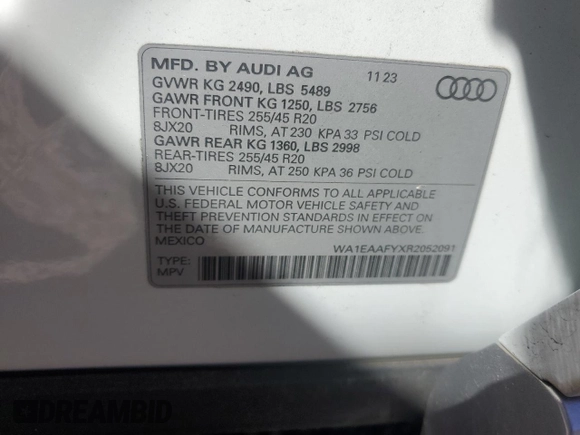 MFD. BY AUDI AG 11 23
GVWR KG 2490, LBS 5489
GAWR FRONT KG 1250, LBS 2756
FRONT-TIRES 255/45 R20
8JX20 RIMS, AT 230 KPA 33 PSI COLD
GAWR REAR KG 1360, LBS 2998
REAR-TIRES 255/45 R20
8JX20 RIMS, AT 250 KPA 36 PSI COLD
THIS VEHICLE CONFORMS TO ALL APPLICABLE
U.S. FEDERAL MOTOR VEHICLE SAFETY AND
THEFT PREVENTION STANDARDS IN EFFECT ON
THE DATE OF MANUFACTURE SHOWN ABOVE.
MEXICO WA1EAAFYXR2052091
TYPE:
MPV
DREAMBID